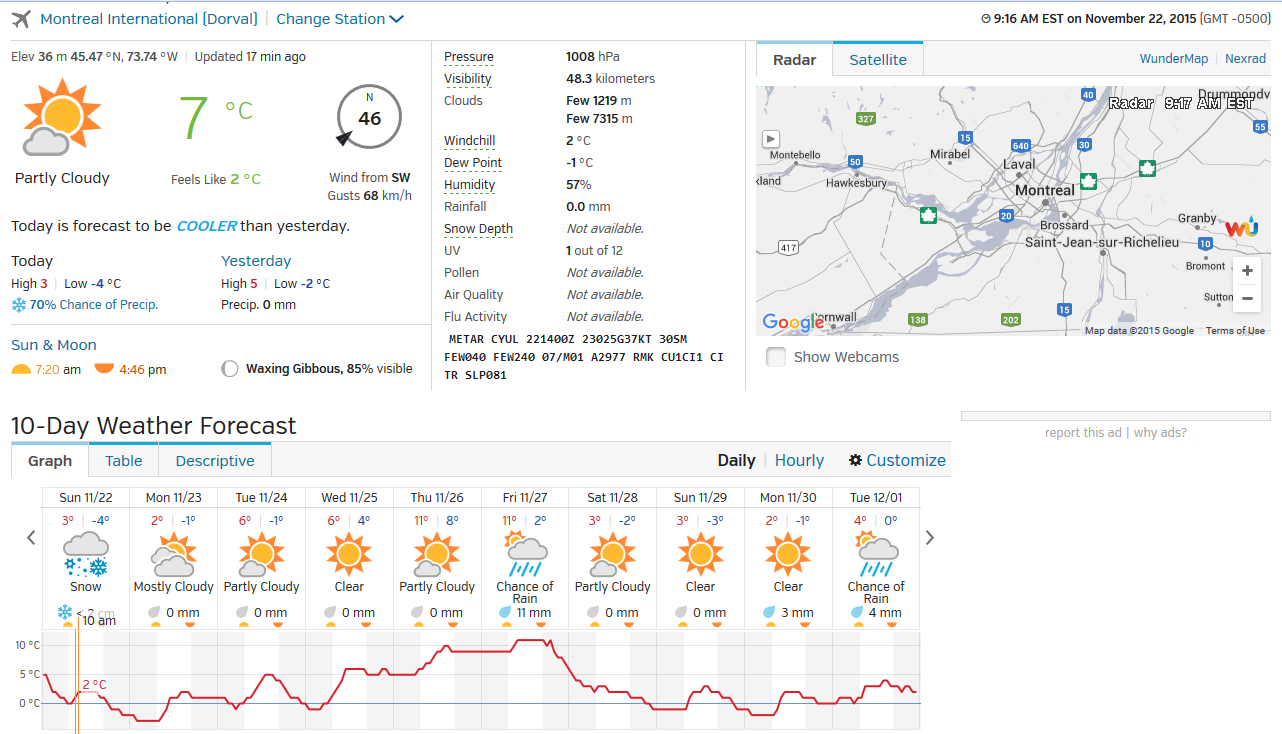 Montreal International (Dorval) | Change Station
9:16 AM EST on November 22, 2015 (GMT -0500)
Elev 36 m 45.47 °N, 73.74 °W | Updated 17 min ago
7 °C
N
46
Partly Cloudy
Feels Like 2 °C
Wind from SW
Gusts 68 km/h
Today is forecast to be COOLER than yesterday.
Today
High 3 | Low -4 °C
70% Chance of Precip.
Yesterday
High 5 | Low -2 °C
Precip. 0 mm
Sun & Moon
7:20 am 4:46 pm
Waxing Gibbous, 85% visible
Pressure 1008 hPa
Visibility 48.3 kilometers
Clouds Few 1219 m
Few 7315 m
Windchill 2 °C
Dew Point -1 °C
Humidity 57%
Rainfall 0.0 mm
Snow Depth Not available.
UV 1 out of 12
Pollen Not available.
Air Quality Not available.
Flu Activity Not available.
METAR CYUL 221400Z 23025G37KT 30SM
FEW040 FEW240 07/M01 A2977 RMK CU1CI1 CI
TR SLP081
Radar Satellite WunderMap | Nexrad
40 Drummondv
Radar 9:17 AM EST
327
55
15
640 30
Montebello 50 Mirabel Laval
kland Hawkesbury Montreal
20 Brossard Granby
417 Saint-Jean-sur-Richelieu 10
Bromont
+
Sutton
−
15
Google ornwall 138 202
Map data ©2015 Google Terms of Use
Show Webcams
10-Day Weather Forecast
report this ad | why ads?
Graph Table Descriptive Daily | Hourly Customize
Sun 11/22 Mon 11/23 Tue 11/24 Wed 11/25 Thu 11/26 Fri 11/27 Sat 11/28 Sun 11/29 Mon 11/30 Tue 12/01
3° | -4° 2° | -1° 6° | -1° 6° | 4° 11° | 8° 11° | 2° 3° | -2° 3° | -3° 2° | -1° 4° | 0°
Snow Mostly Cloudy Partly Cloudy Clear Partly Cloudy Chance of Rain Partly Cloudy Clear Clear Chance of Rain
< 2 cm 0 mm 0 mm 0 mm 0 mm 11 mm 0 mm 0 mm 3 mm 4 mm
10 am
10 °C
5 °C
2 °C
0 °C